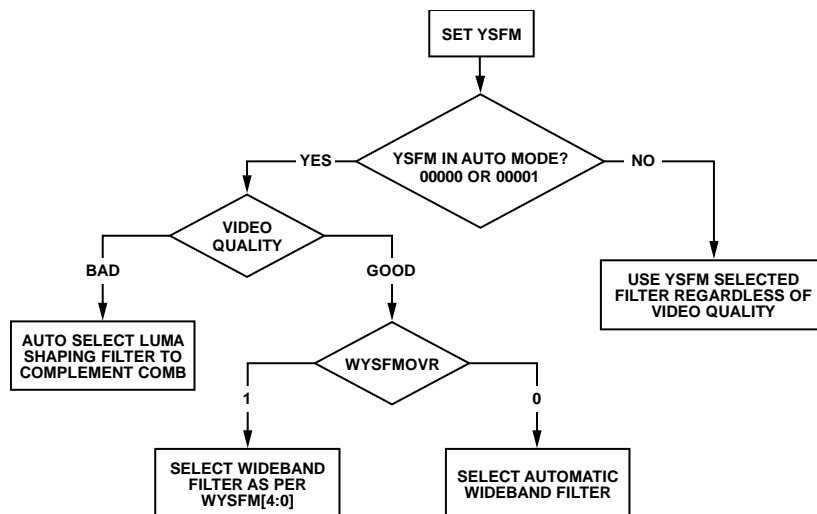 SET YSFM
YSFM IN AUTO MODE?
00000 OR 00001
YES
NO
VIDEO
QUALITY
BAD
GOOD
USE YSFM SELECTED
FILTER REGARDLESS OF
VIDEO QUALITY
AUTO SELECT LUMA
SHAPING FILTER TO
COMPLEMENT COMB
WYSFMOVR
1
0
SELECT WIDEBAND
FILTER AS PER
WYSFM[4:0]
SELECT AUTOMATIC
WIDEBAND FILTER